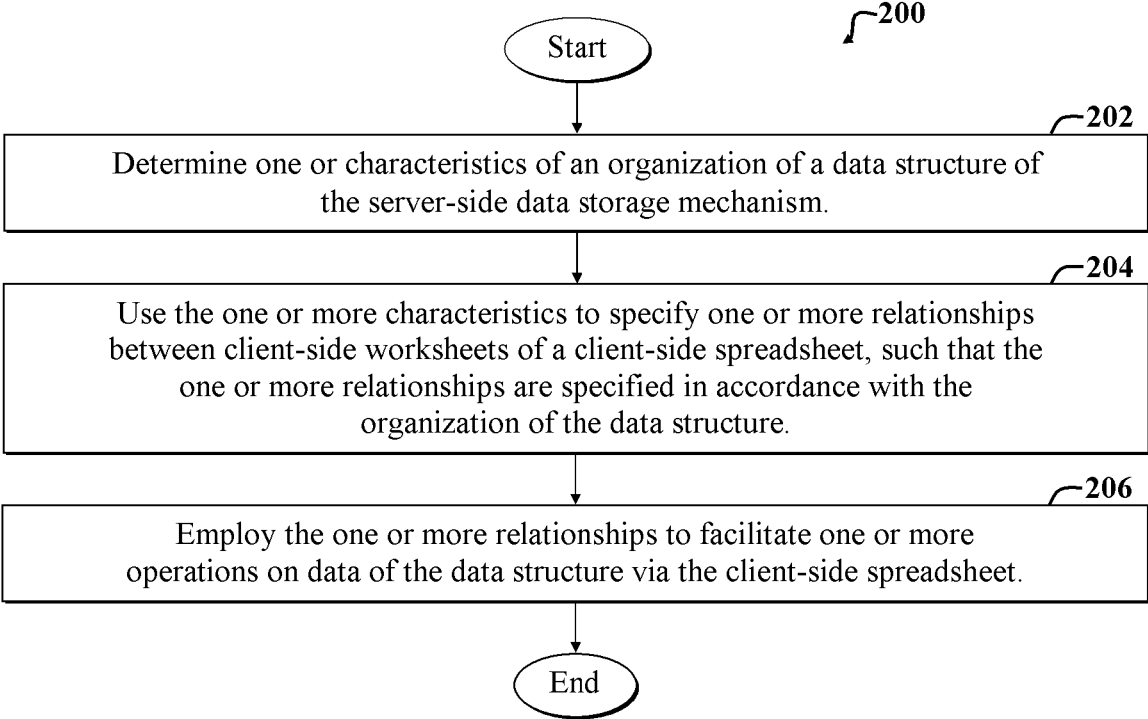 200
Start
202
Determine one or characteristics of an organization of a data structure of
the server-side data storage mechanism.
204
Use the one or more characteristics to specify one or more relationships
between client-side worksheets of a client-side spreadsheet, such that the
one or more relationships are specified in accordance with the
organization of the data structure.
206
Employ the one or more relationships to facilitate one or more
operations on data of the data structure via the client-side spreadsheet.
End